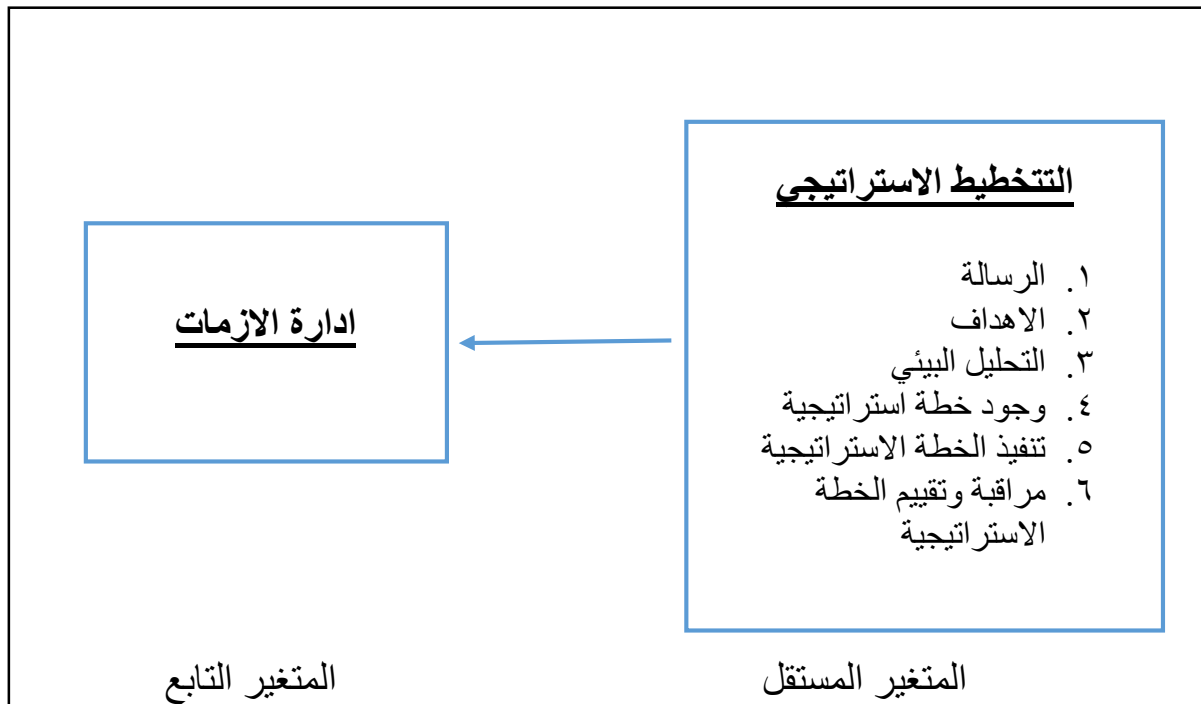 التتخطيط الاستراتيجي
١. الرسالة
٢. الاهداف
٣. التحليل البيئي
٤. وجود خطة استراتيجية
٥. تنفيذ الخطة الاستراتيجية
٦. مراقبة وتقييم الخطة
الاستراتيجية
ادارة الازمات
المتغير المستقل
المتغير التابع